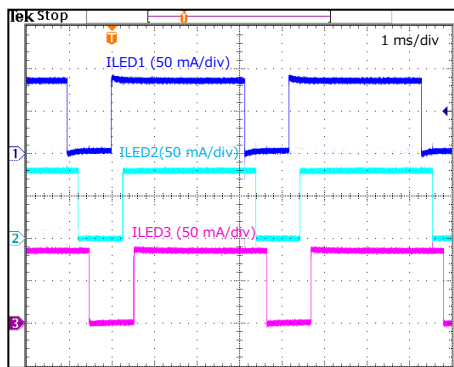 Tek Stop
T
T
1 ms/div
ILED1 (50 mA/div)
1
ILED2(50 mA/div)
2
ILED3 (50 mA/div)
3